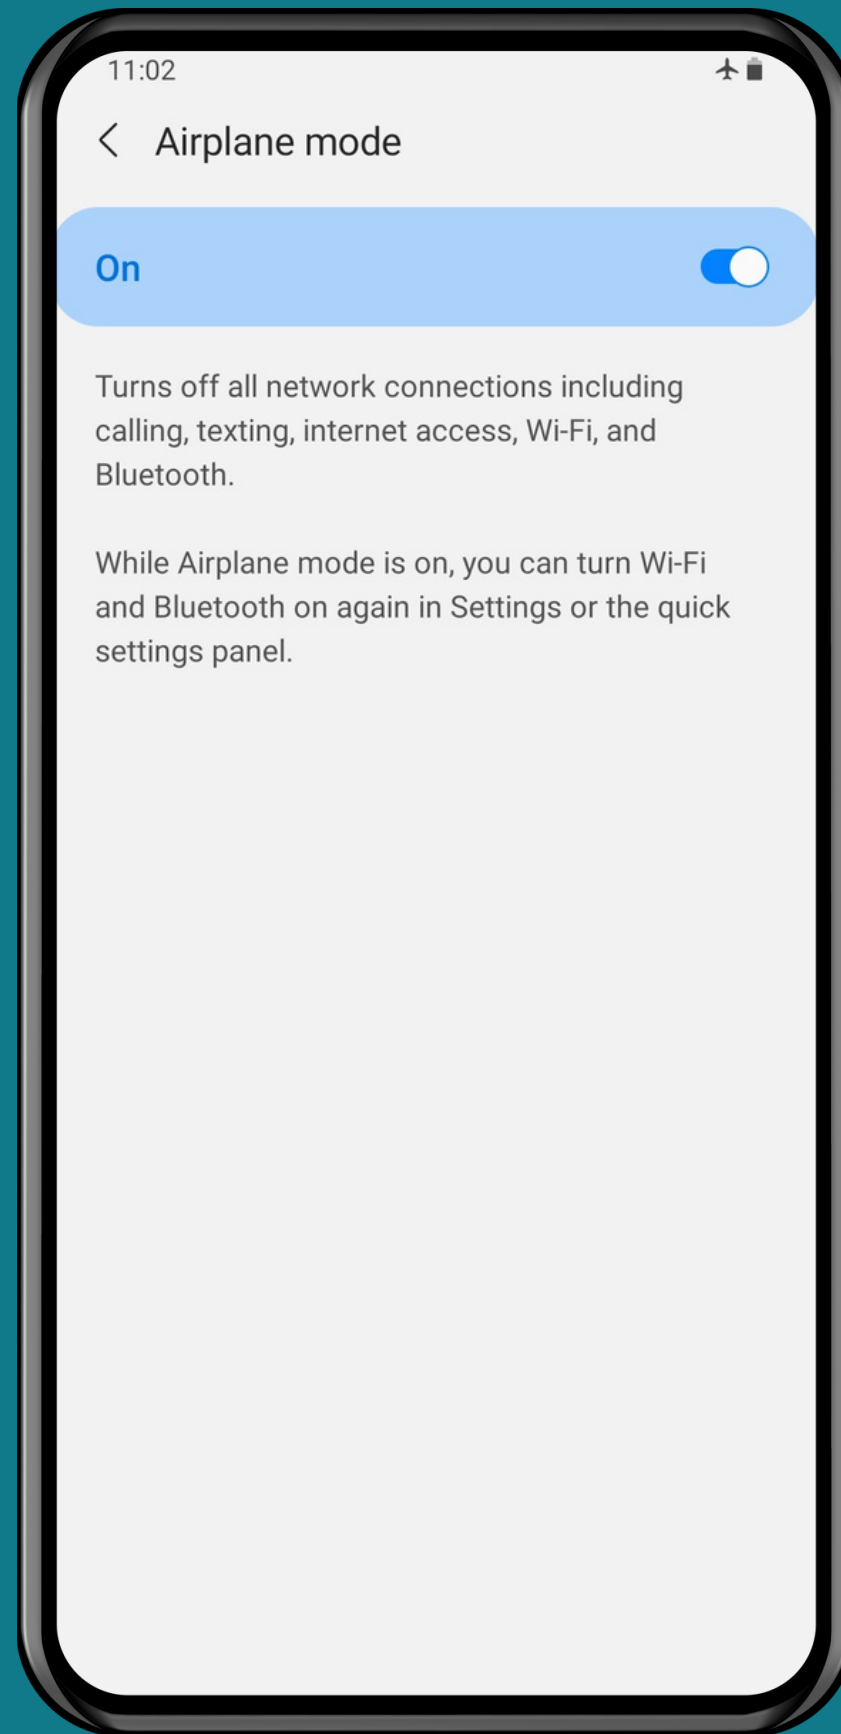 11:02
Airplane mode
On
Turns off all network connections including
calling, texting, internet access, Wi-Fi, and
Bluetooth.
While Airplane mode is on, you can turn Wi-Fi
and Bluetooth on again in Settings or the quick
settings panel.